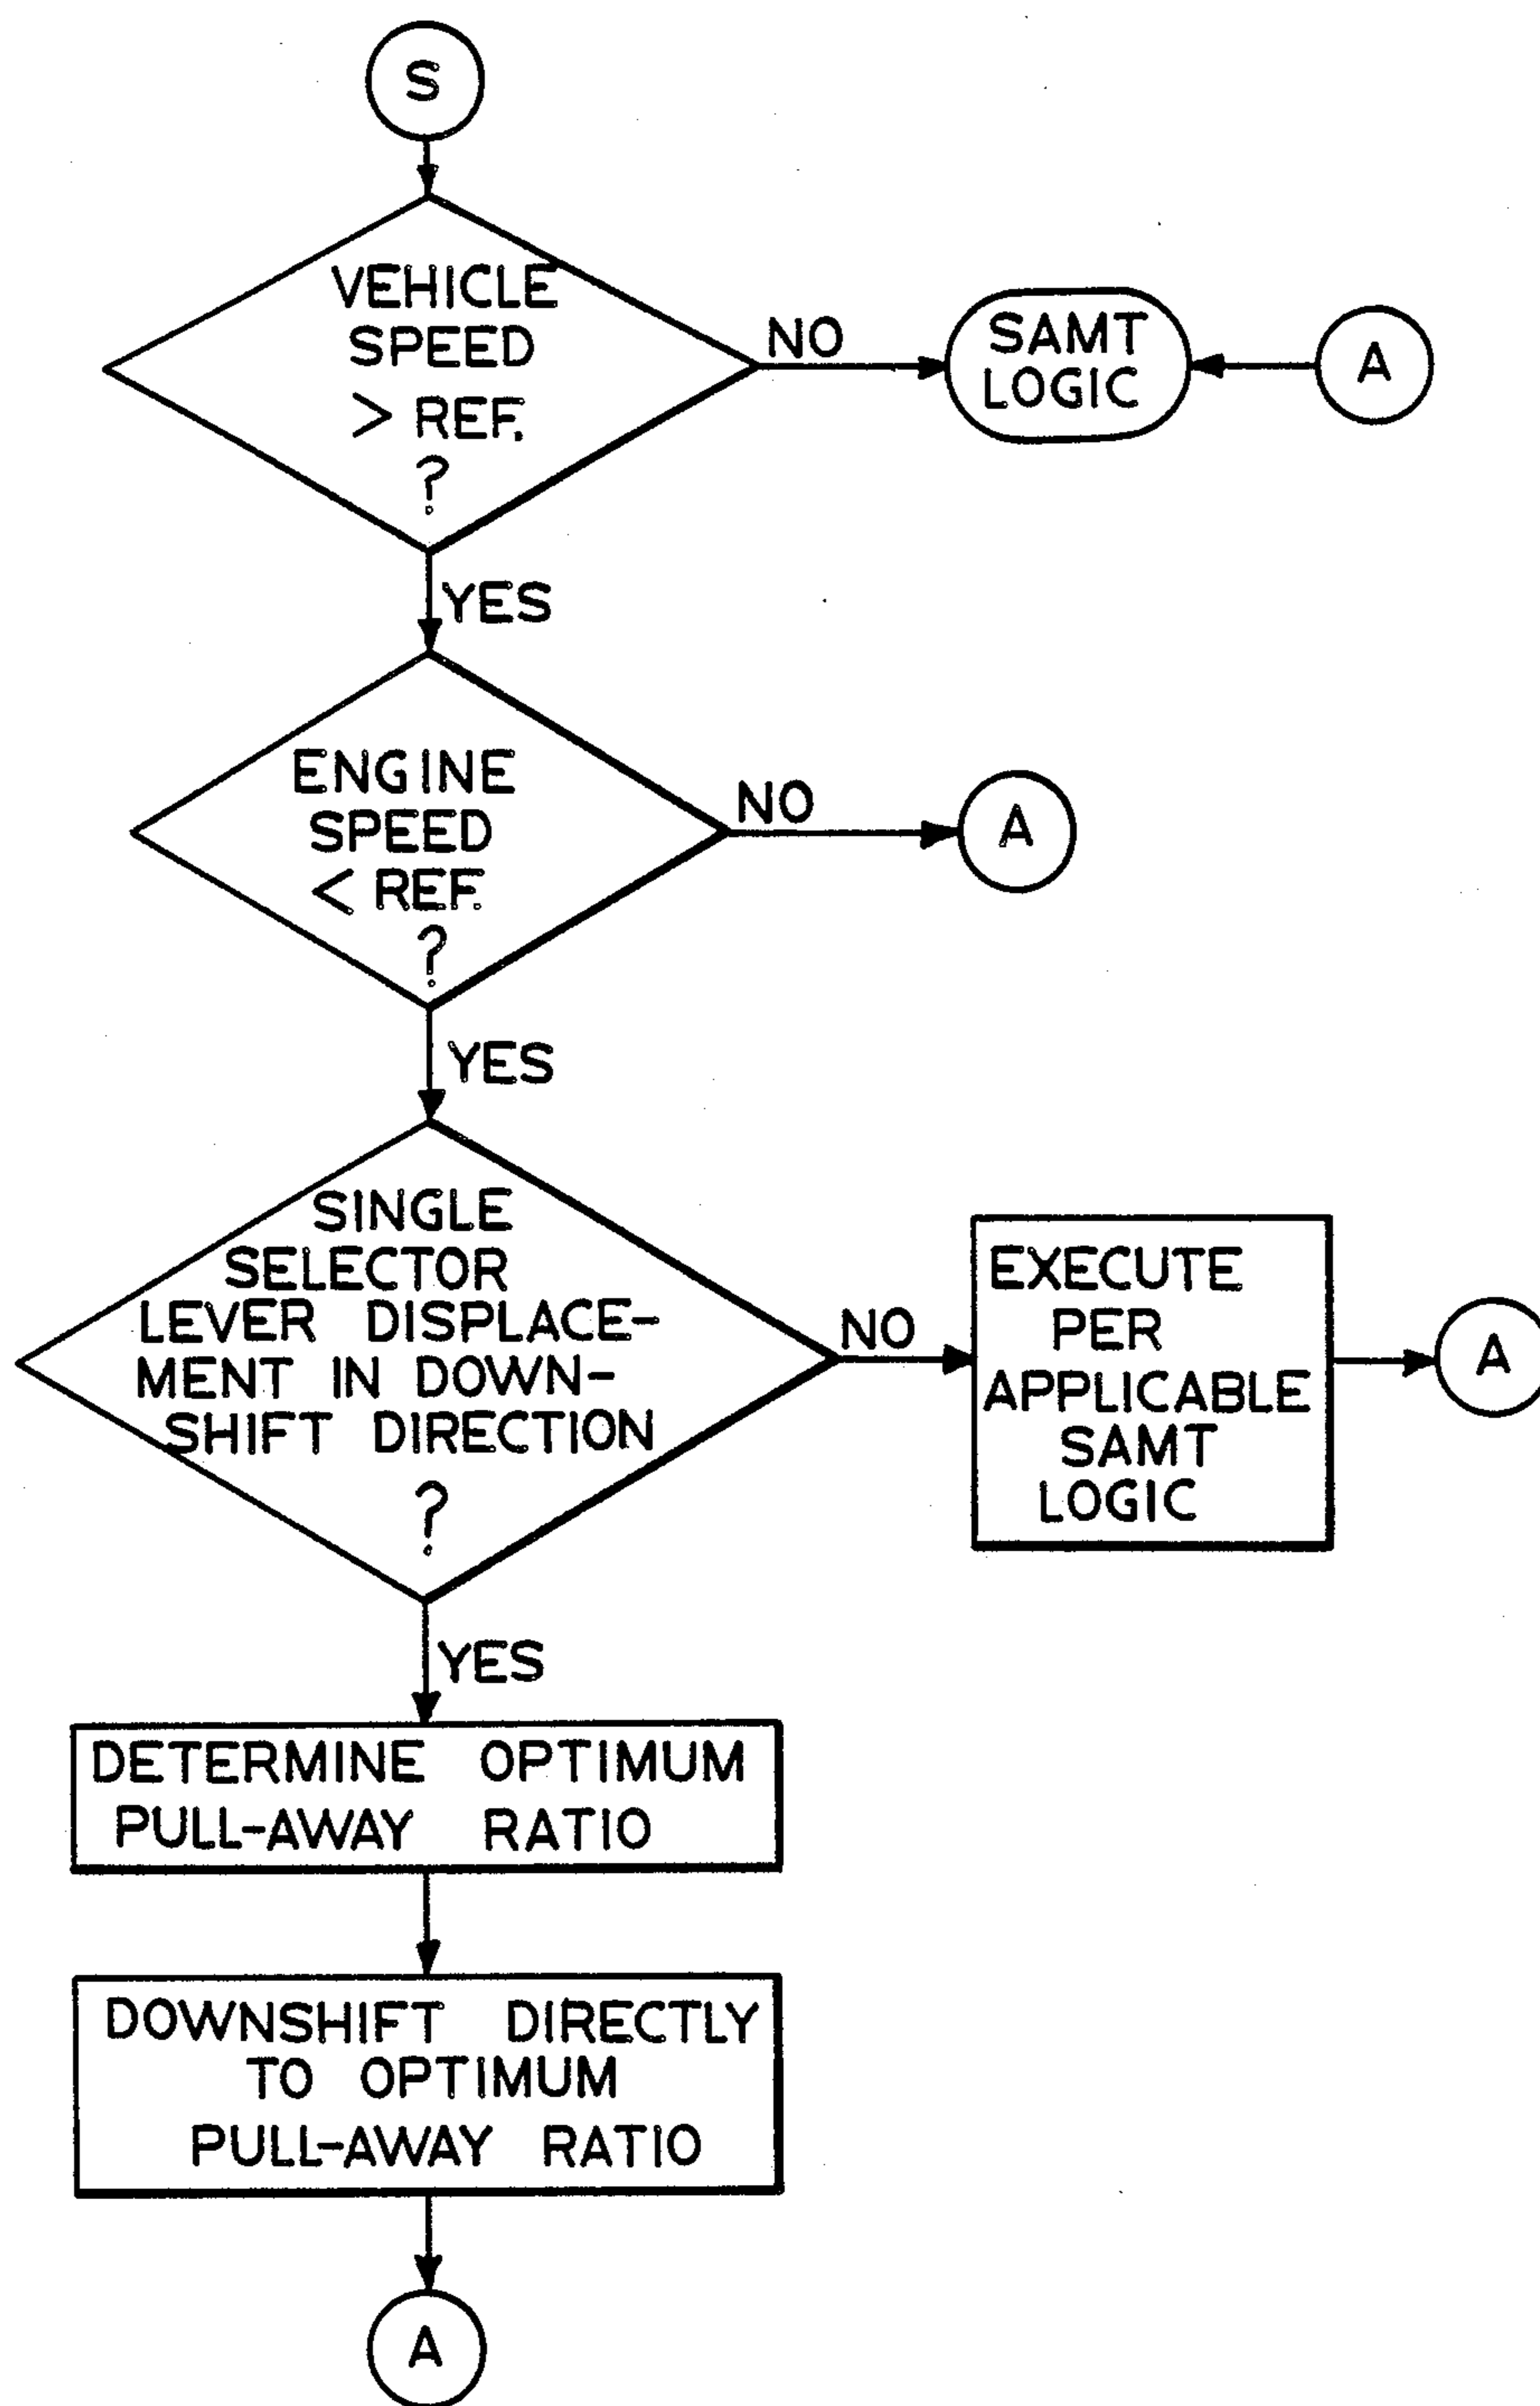 S
VEHICLE
SPEED
> REF.
?
NO
SAMT
LOGIC
A
YES
ENGINE
SPEED
< REF.
?
NO
A
YES
SINGLE
SELECTOR
LEVER DISPLACE-
MENT IN DOWN-
SHIFT DIRECTION
?
NO
EXECUTE
PER
APPLICABLE
SAMT
LOGIC
A
YES
DETERMINE OPTIMUM
PULL-AWAY RATIO
DOWNSHIFT DIRECTLY
TO OPTIMUM
PULL-AWAY RATIO
A